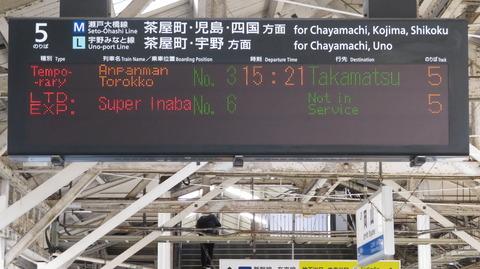 5
のりば
M 瀬戸大橋線 茶屋町・児島・四国 方面 for Chayamachi, Kojima, Shikoku
Seto-Ohashi Line
L 宇野みなと線 茶屋町・宇野 方面 for Chayamachi, Uno
Uno-port Line
種別 Type 列車名 Train Name / 乗車位置 Boarding Position 時刻 Departure Time 行先 Destination のりば Track
Tempo-rary Anpanman Torokko No. 3 15:21 Takamatsu 5
LTD. EXP. Super Inaba No. 6 Not in Service 5